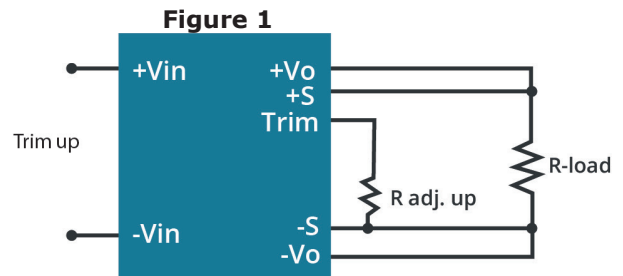 Figure 1
+Vin
+Vo
+S
Trim
Trim up
R-load
R adj. up
-S
-Vin
-Vo